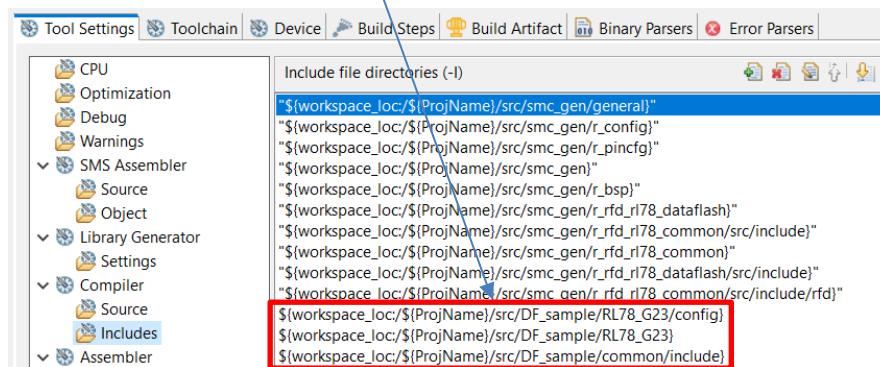 Tool Settings Toolchain Device Build Steps Build Artifact Binary Parsers Error Parsers
CPU
Optimization
Debug
Warnings
SMS Assembler
Source
Object
Library Generator
Settings
Compiler
Source
Includes
Assembler
Include file directories (-I)
"${workspace_loc:/${ProjName}/src/smc_gen/general}"
"${workspace_loc:/${ProjName}/src/smc_gen/r_config}"
"${workspace_loc:/${ProjName}/src/smc_gen/r_pincfg}"
"${workspace_loc:/${ProjName}/src/smc_gen}"
"${workspace_loc:/${ProjName}/src/smc_gen/r_bsp}"
"${workspace_loc:/${ProjName}/src/smc_gen/r_rfd_rl78_dataflash}"
"${workspace_loc:/${ProjName}/src/smc_gen/r_rfd_rl78_common/src/include}"
"${workspace_loc:/${ProjName}/src/smc_gen/r_rfd_rl78_common}"
"${workspace_loc:/${ProjName}/src/smc_gen/r_rfd_rl78_dataflash/src/include}"
"${workspace_loc:/${ProjName}/src/smc_gen/r_rfd_rl78_common/src/include/rfd}"
${workspace_loc:/${ProjName}/src/DF_sample/RL78_G23/config}
${workspace_loc:/${ProjName}/src/DF_sample/RL78_G23}
${workspace_loc:/${ProjName}/src/DF_sample/common/include}